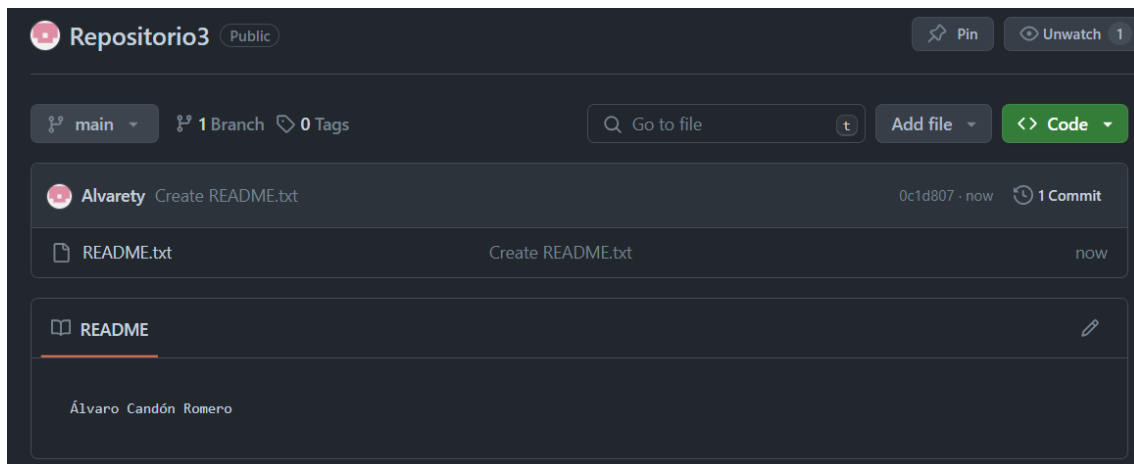 Repositorio3 Public Pin Unwatch 1
main 1 Branch 0 Tags Go to file t Add file <> Code
Alvarety Create README.txt 0c1d807 · now 1 Commit
README.txt Create README.txt now
README
Álvaro Candón Romero